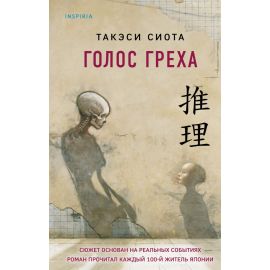 INSPIRIA
ТАКЭСИ СИОТА
ГОЛОС ГРЕХА
推
理
СЮЖЕТ ОСНОВАН НА РЕАЛЬНЫХ СОБЫТИЯХ
РОМАН ПРОЧИТАЛ КАЖДЫЙ 100-Й ЖИТЕЛЬ ЯПОНИИ